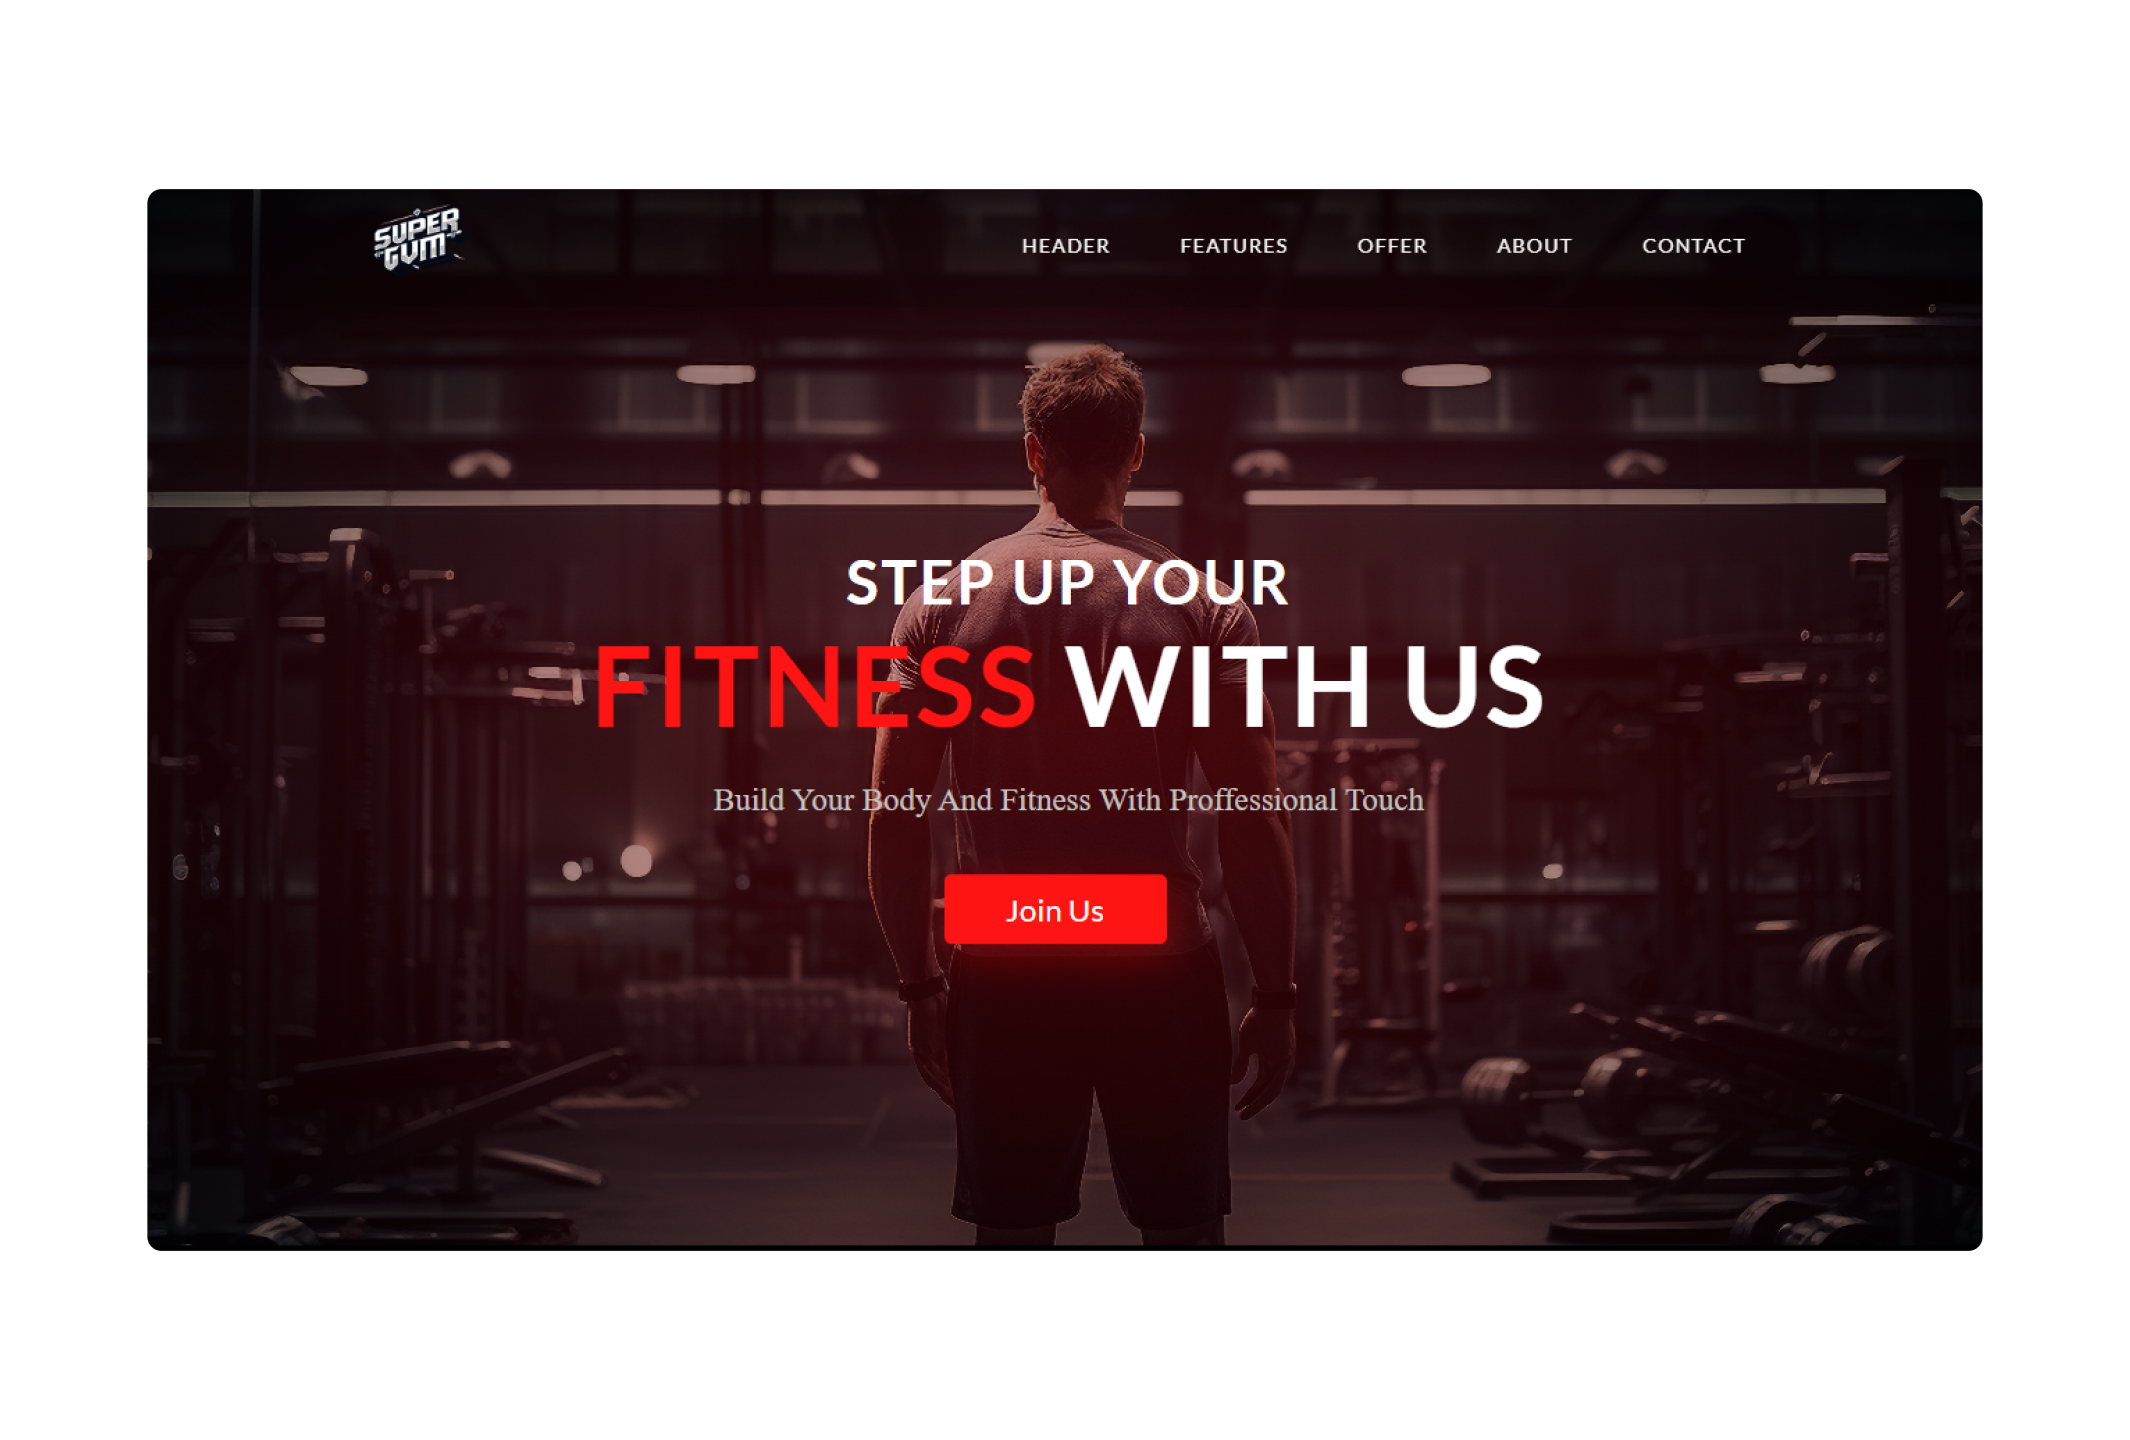 SUPER
GYM
HEADER FEATURES OFFER ABOUT CONTACT
STEP UP YOUR
FITNESS WITH US
Build Your Body And Fitness With Proffessional Touch
Join Us